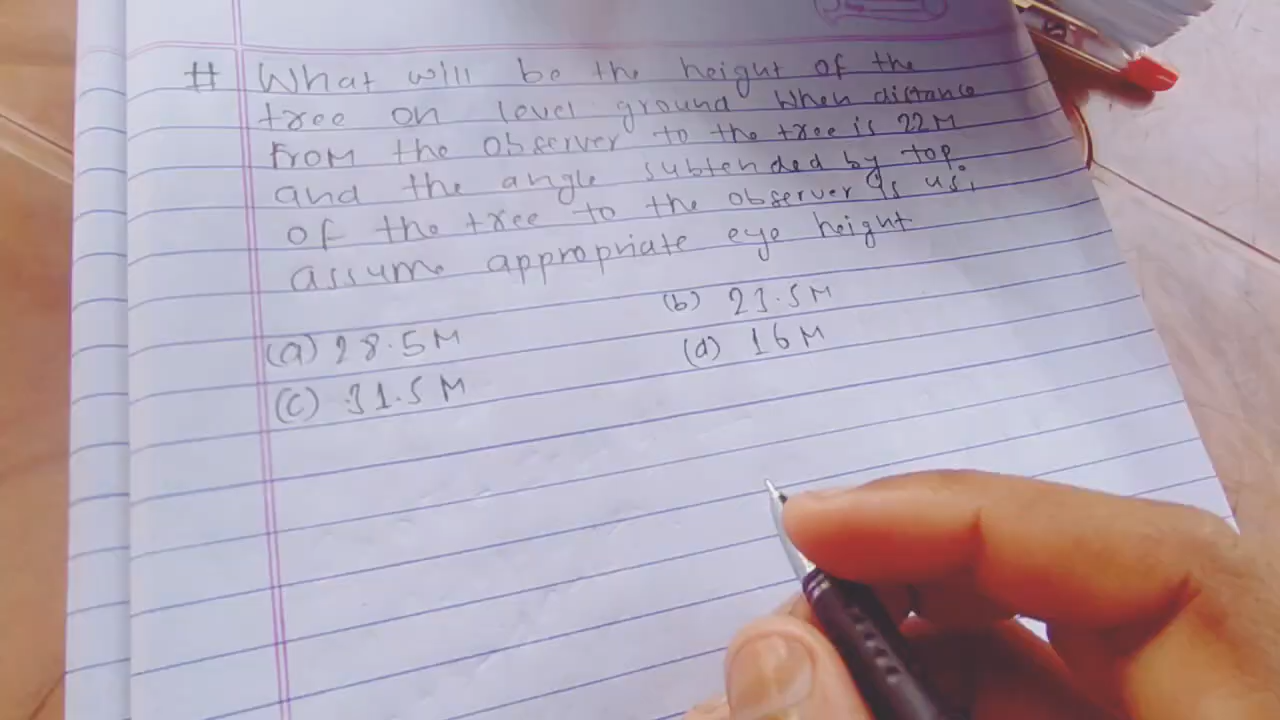 # What will be the height of the
tree on level ground when distance
From the observer to the tree is 22M
and the angle subtended by top
of the tree to the observer is
assume appropriate eye height
(a) 28.5M (b) 23.5M
(c) 31.5M (d) 16M